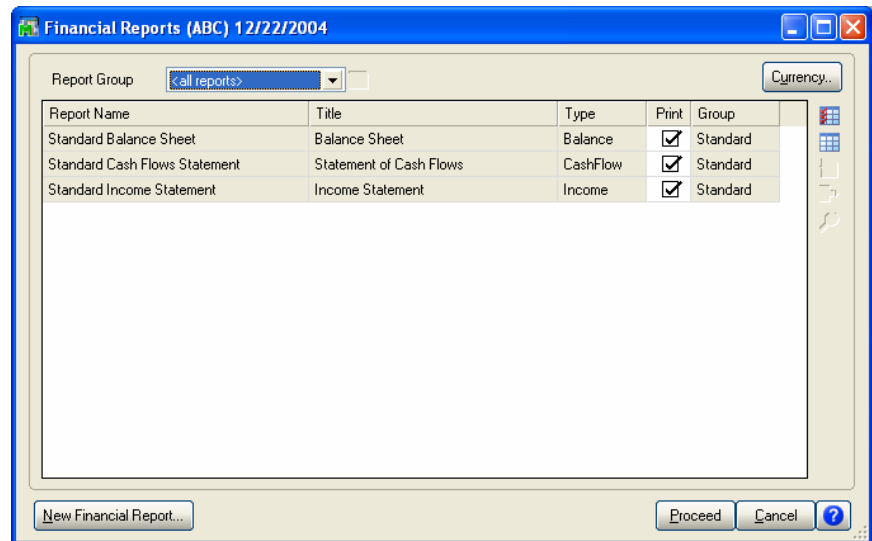 Financial Reports (ABC) 12/22/2004
Report Group <all reports> Currency..
Report Name Title Type Print Group
Standard Balance Sheet Balance Sheet Balance Standard
Standard Cash Flows Statement Statement of Cash Flows CashFlow Standard
Standard Income Statement Income Statement Income Standard
New Financial Report... Proceed Cancel ?